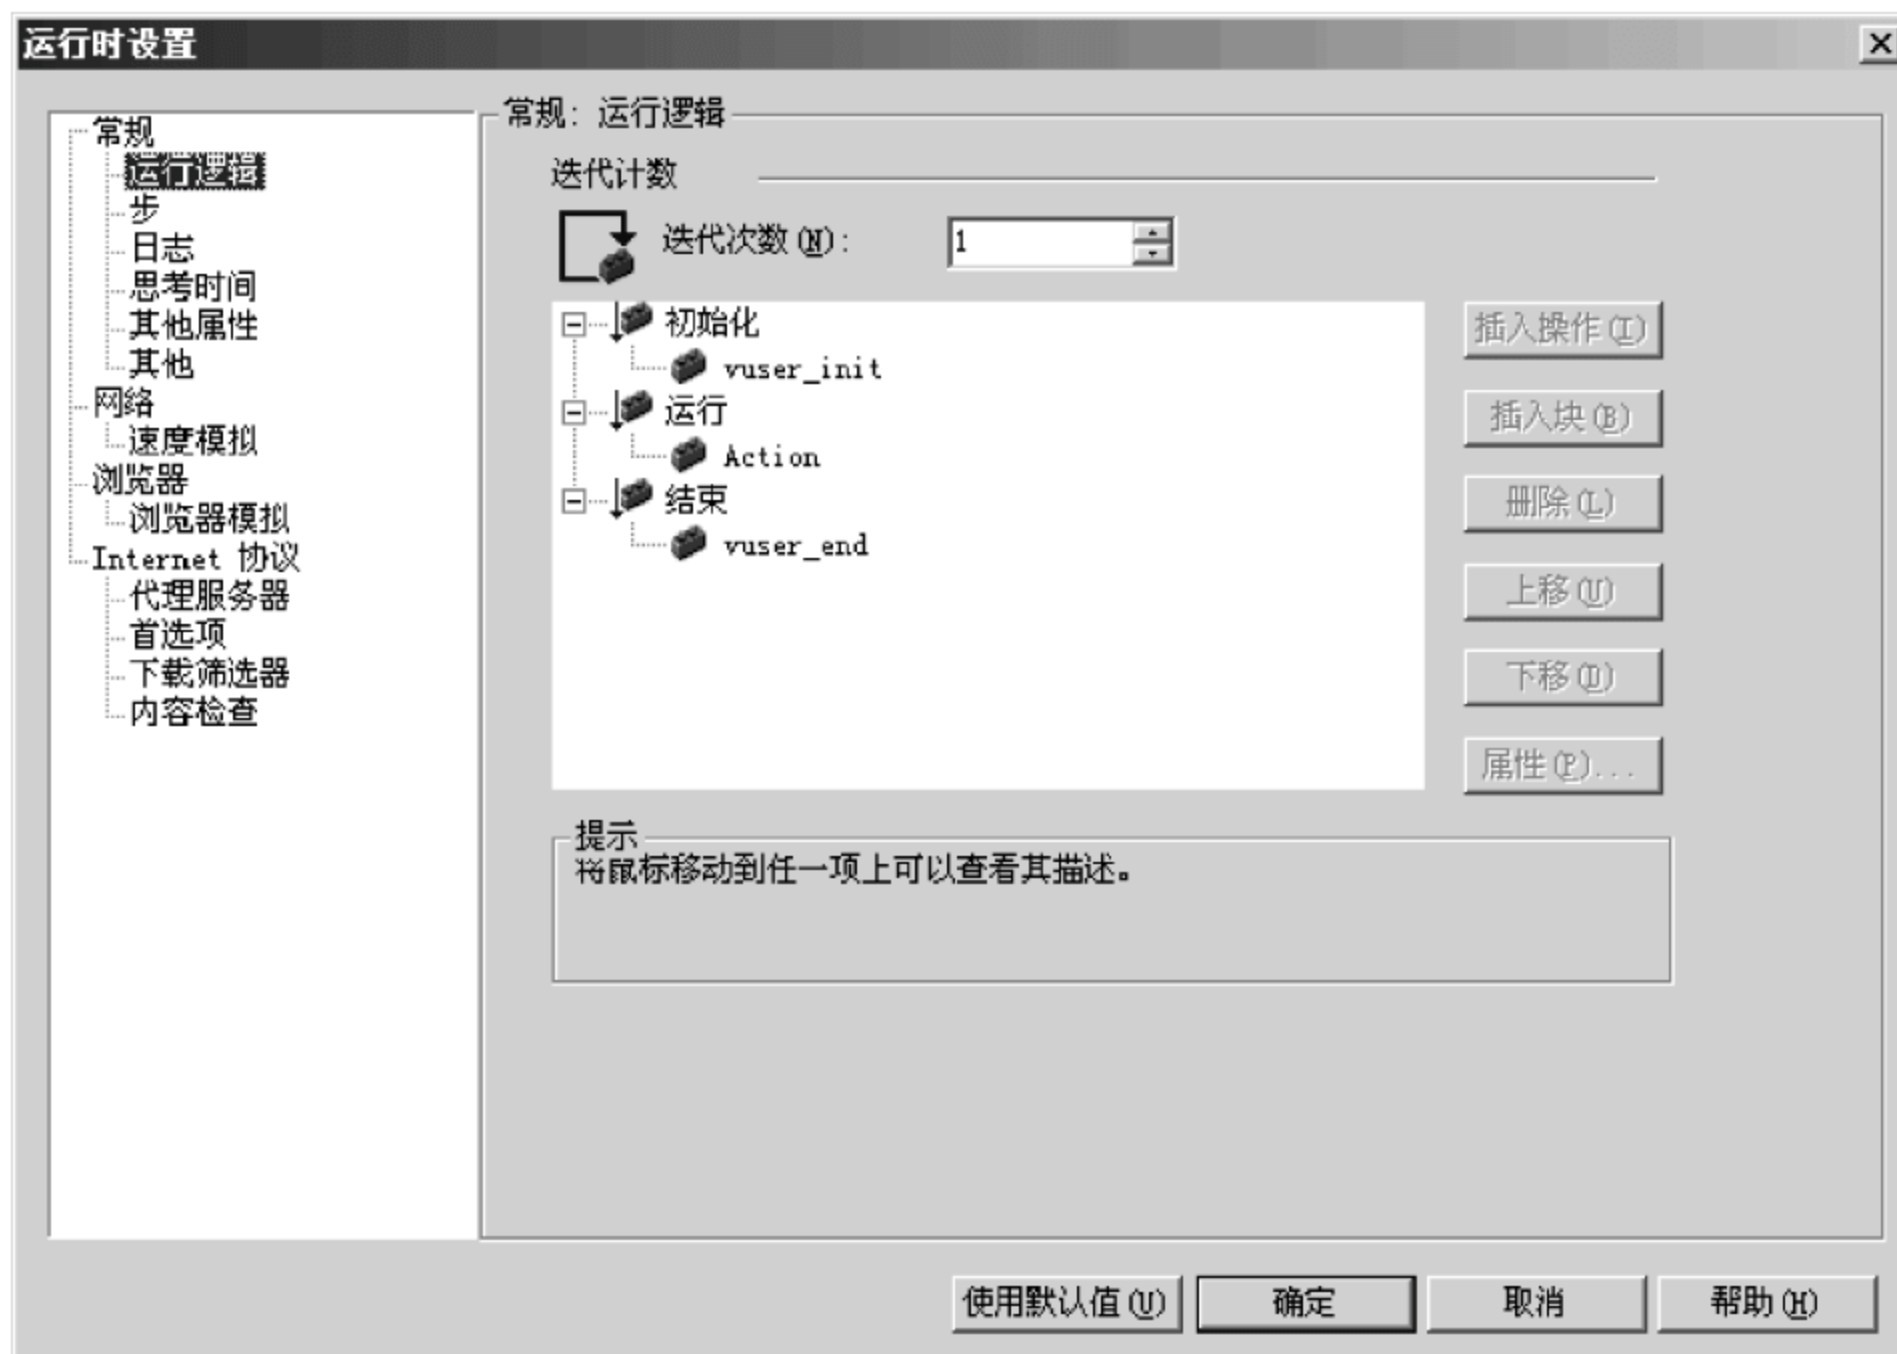 运行时设置
常规
运行逻辑
步
日志
思考时间
其他属性
其他
网络
速度模拟
浏览器
浏览器模拟
Internet 协议
代理服务器
首选项
下载筛选器
内容检查
常规: 运行逻辑
迭代计数
迭代次数(N):
1
初始化
vuser_init
运行
Action
结束
vuser_end
插入操作(I)
插入块(B)
删除(L)
上移(U)
下移(D)
属性(P)...
提示
将鼠标移动到任一项上可以查看其描述。
使用默认值(U)
确定
取消
帮助(H)